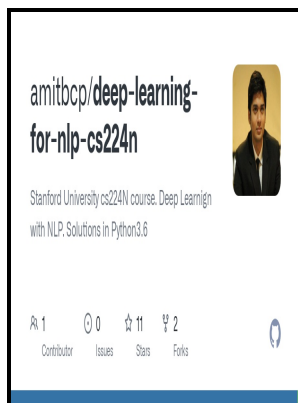 amitbcp/deep-learning-
for-nlp-cs224n
Stanford University cs224N course. Deep Learnign
with NLP. Solutions in Python3.6
1 0 11 2
Contributor Issues Stars Forks